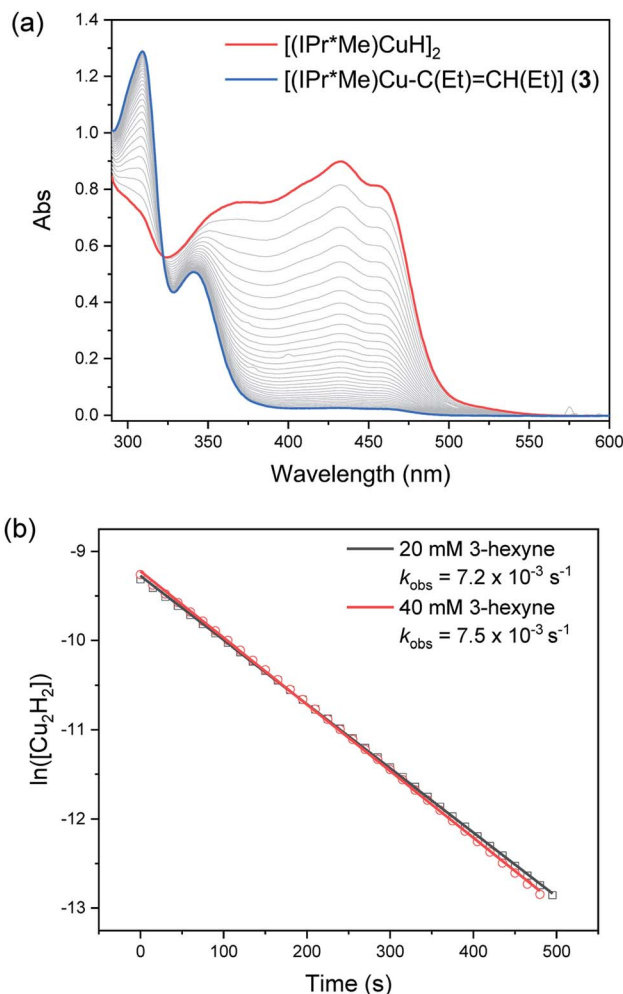 (a)
[(IPr*Me)CuH]₂
[(IPr*Me)Cu-C(Et)=CH(Et)] (3)
1.4
1.2
1.0
0.8
0.6
0.4
0.2
0.0
Abs
300
350
400
450
500
550
600
Wavelength (nm)
(b)
20 mM 3-hexyne
k_obs = 7.2 x 10⁻³ s⁻¹
40 mM 3-hexyne
k_obs = 7.5 x 10⁻³ s⁻¹
-9
-10
-11
-12
-13
ln([Cu₂H₂])
0
100
200
300
400
500
Time (s)